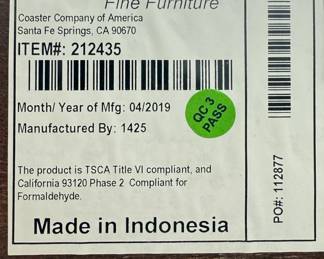 Fine Furniture
Coaster Company of America
Santa Fe Springs, CA 90670
ITEM#: 212435
Month/ Year of Mfg: 04/2019
Manufactured By: 1425
QC 3
PASS
The product is TSCA Title VI compliant, and
California 93120 Phase 2 Compliant for
Formaldehyde.
Made in Indonesia
PO#: 112877